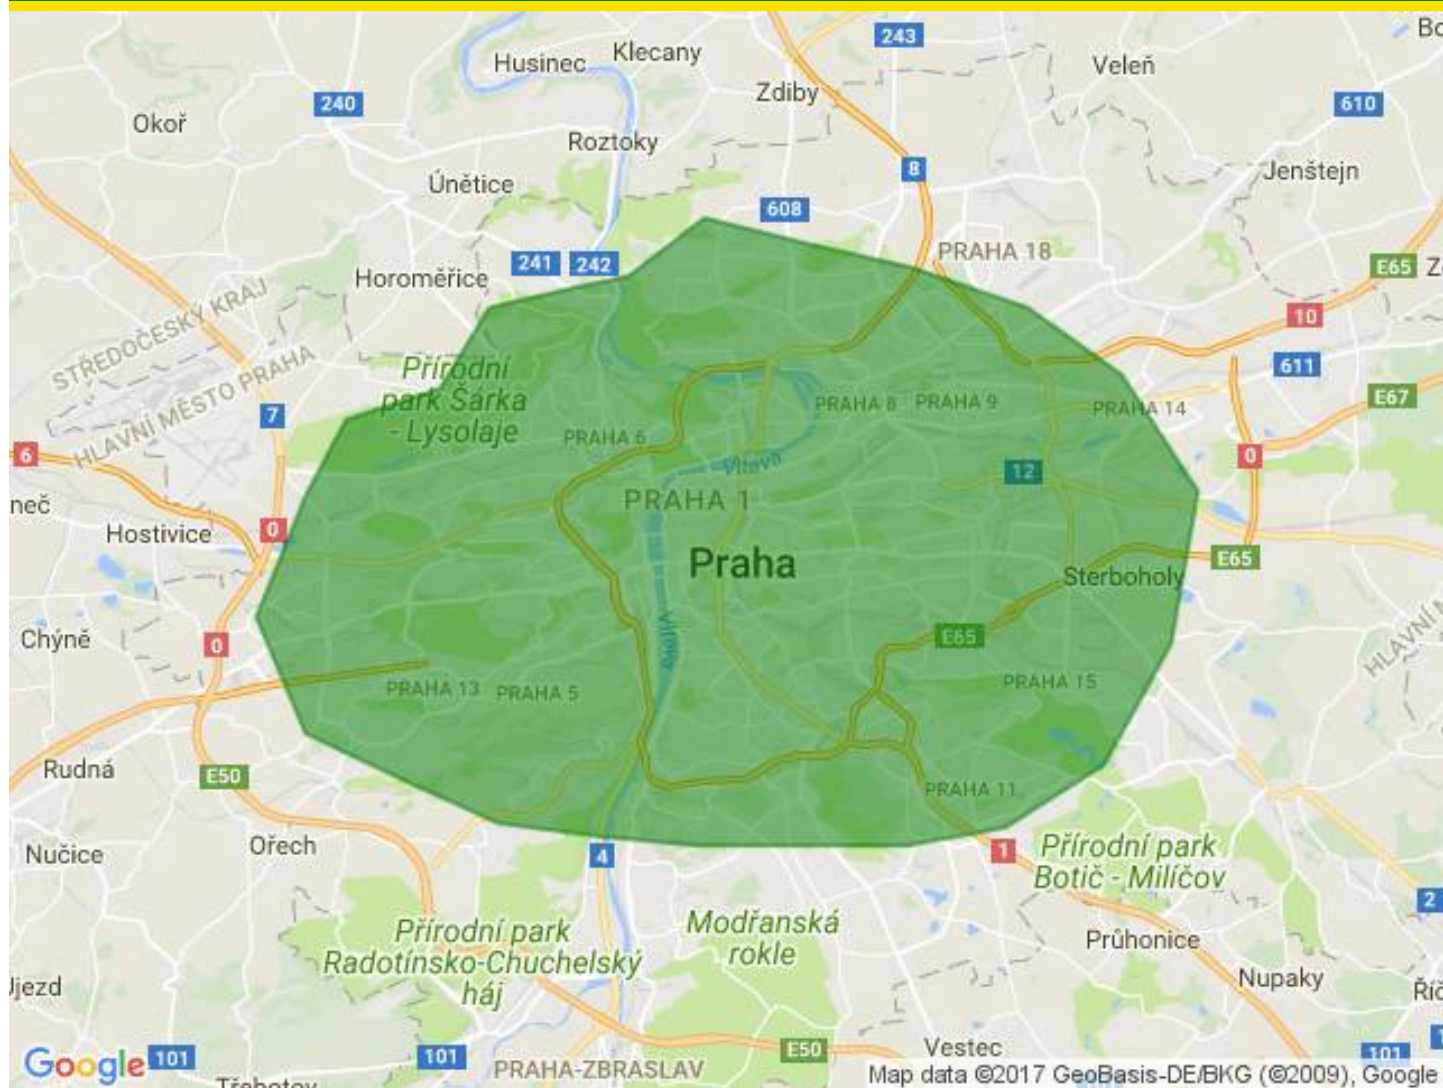 243
Bo
Husinec
Klecany
Veleň
Zdiby
240
610
Okoř
Roztoky
8
Jenštejn
Únětice
608
PRAHA 18
241
242
Horoměřice
E65
Z
STŘEDOČESKÝ KRAJ
10
HLAVNÍ MĚSTO PRAHA
Přírodní
park Šárka
- Lysolaje
611
7
E67
PRAHA 8
PRAHA 9
PRAHA 14
PRAHA 6
6
0
Vltava
12
neč
PRAHA 1
Hostivice
0
Praha
E65
Sterboholy
Chýně
0
Vltava
E65
HLAVNÍ M
PRAHA 13
PRAHA 5
PRAHA 15
Rudná
E50
PRAHA 11
Nučice
Ořech
4
1
Přírodní park
Botič - Milíčov
2
Přírodní park
Radotínsko-Chuchelský
háj
Modřanská
rokle
Průhonice
Nupaky
Jjezd
Říč
Google
101
101
PRAHA-ZBRASLAV
E50
Vestec
101
1
Třebotov
Map data ©2017 GeoBasis-DE/BKG (©2009), Google